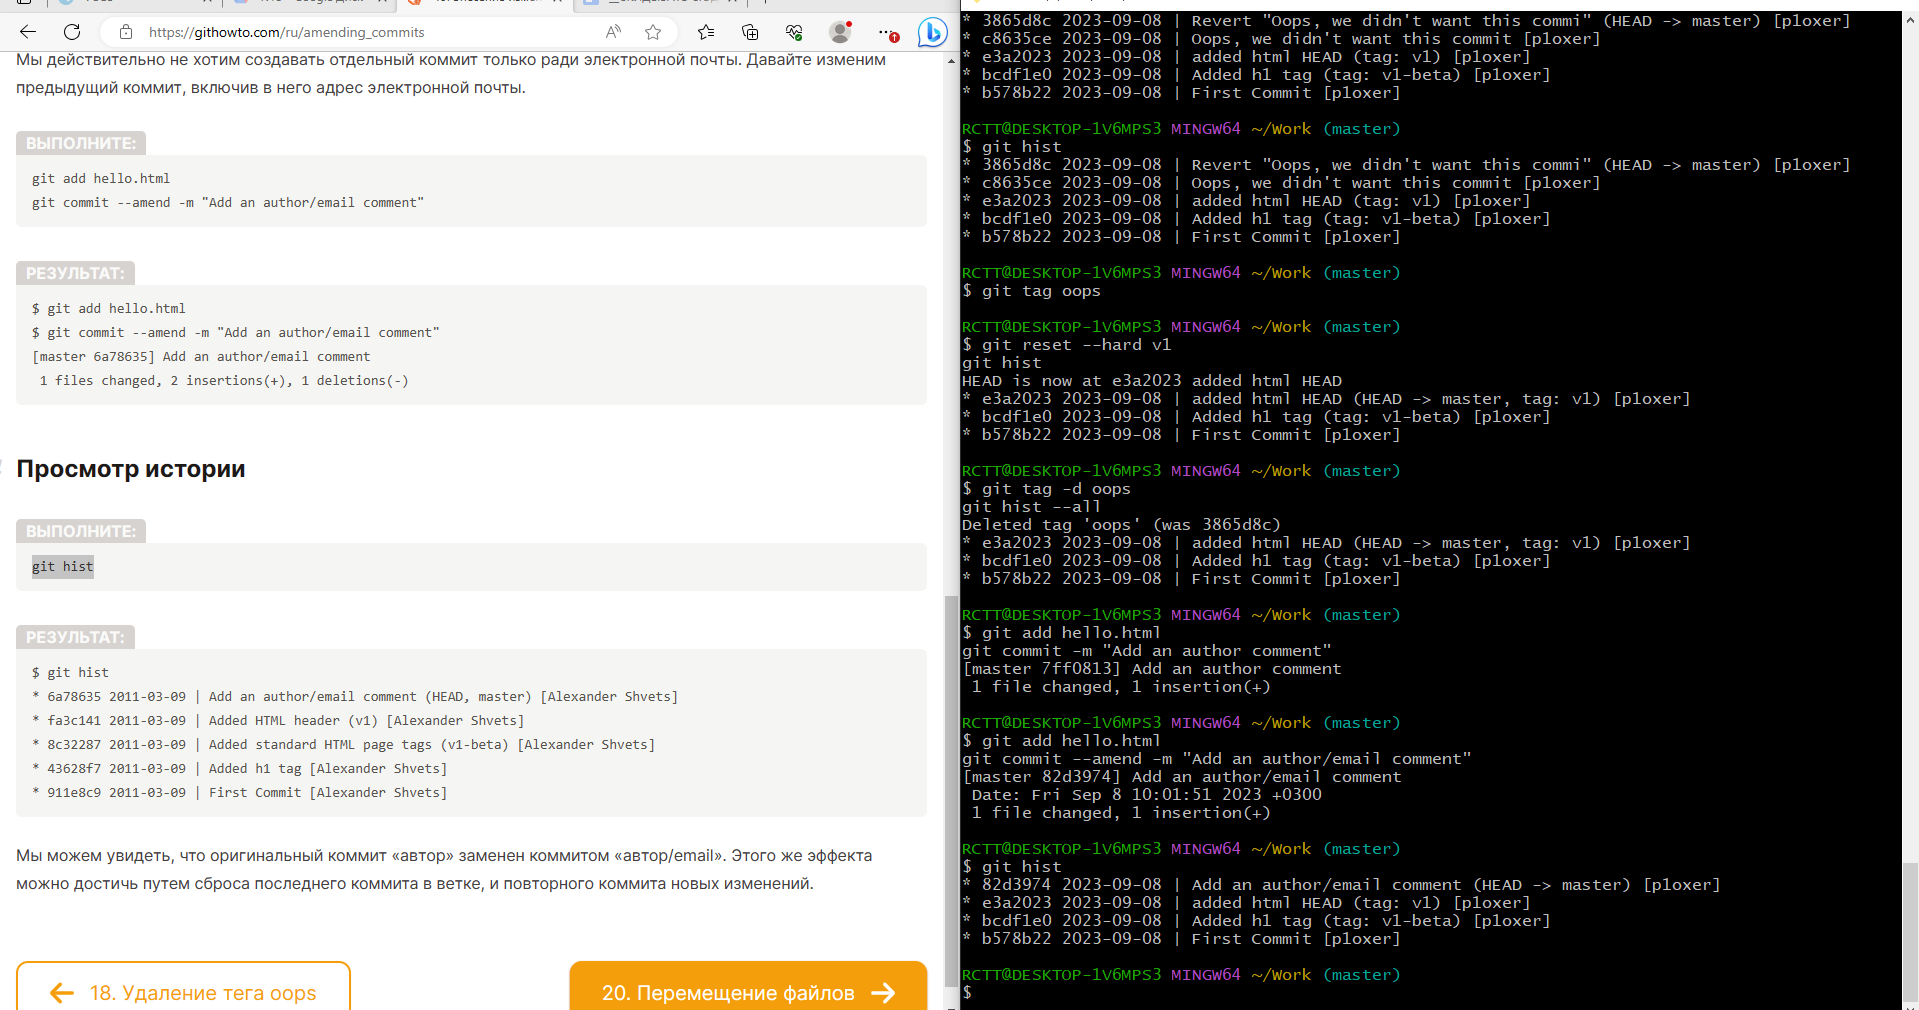 https://githowto.com/ru/amending_commits
Мы действительно не хотим создавать отдельный коммит только ради электронной почты. Давайте изменим
предыдущий коммит, включив в него адрес электронной почты.
ВЫПОЛНИТЕ:
git add hello.html
git commit --amend -m "Add an author/email comment"
РЕЗУЛЬТАТ:
$ git add hello.html
$ git commit --amend -m "Add an author/email comment"
[master 6a78635] Add an author/email comment
 1 files changed, 2 insertions(+), 1 deletions(-)
Просмотр истории
ВЫПОЛНИТЕ:
git hist
РЕЗУЛЬТАТ:
$ git hist
* 6a78635 2011-03-09 | Add an author/email comment (HEAD, master) [Alexander Shvets]
* fa3c141 2011-03-09 | Added HTML header (v1) [Alexander Shvets]
* 8c32287 2011-03-09 | Added standard HTML page tags (v1-beta) [Alexander Shvets]
* 43628f7 2011-03-09 | Added h1 tag [Alexander Shvets]
* 911e8c9 2011-03-09 | First Commit [Alexander Shvets]
Мы можем увидеть, что оригинальный коммит «автор» заменен коммитом «автор/email». Этого же эффекта
можно достичь путем сброса последнего коммита в ветке, и повторного коммита новых изменений.
18. Удаление тега oops
20. Перемещение файлов
* 3865d8c 2023-09-08 | Revert "Oops, we didn't want this commi" (HEAD -> master) [p1oxer]
* c8635ce 2023-09-08 | Oops, we didn't want this commit [p1oxer]
* e3a2023 2023-09-08 | added html HEAD (tag: v1) [p1oxer]
* bcdf1e0 2023-09-08 | Added h1 tag (tag: v1-beta) [p1oxer]
* b578b22 2023-09-08 | First Commit [p1oxer]
RCTT@DESKTOP-1V6MPS3 MINGW64 ~/Work (master)
$ git hist
* 3865d8c 2023-09-08 | Revert "Oops, we didn't want this commi" (HEAD -> master) [p1oxer]
* c8635ce 2023-09-08 | Oops, we didn't want this commit [p1oxer]
* e3a2023 2023-09-08 | added html HEAD (tag: v1) [p1oxer]
* bcdf1e0 2023-09-08 | Added h1 tag (tag: v1-beta) [p1oxer]
* b578b22 2023-09-08 | First Commit [p1oxer]
RCTT@DESKTOP-1V6MPS3 MINGW64 ~/Work (master)
$ git tag oops
RCTT@DESKTOP-1V6MPS3 MINGW64 ~/Work (master)
$ git reset --hard v1
git hist
HEAD is now at e3a2023 added html HEAD
* e3a2023 2023-09-08 | added html HEAD (HEAD -> master, tag: v1) [p1oxer]
* bcdf1e0 2023-09-08 | Added h1 tag (tag: v1-beta) [p1oxer]
* b578b22 2023-09-08 | First Commit [p1oxer]
RCTT@DESKTOP-1V6MPS3 MINGW64 ~/Work (master)
$ git tag -d oops
git hist --all
Deleted tag 'oops' (was 3865d8c)
* e3a2023 2023-09-08 | added html HEAD (HEAD -> master, tag: v1) [p1oxer]
* bcdf1e0 2023-09-08 | Added h1 tag (tag: v1-beta) [p1oxer]
* b578b22 2023-09-08 | First Commit [p1oxer]
RCTT@DESKTOP-1V6MPS3 MINGW64 ~/Work (master)
$ git add hello.html
git commit -m "Add an author comment"
[master 7ff0813] Add an author comment
 1 file changed, 1 insertion(+)
RCTT@DESKTOP-1V6MPS3 MINGW64 ~/Work (master)
$ git add hello.html
git commit --amend -m "Add an author/email comment"
[master 82d3974] Add an author/email comment
 Date: Fri Sep 8 10:01:51 2023 +0300
 1 file changed, 1 insertion(+)
RCTT@DESKTOP-1V6MPS3 MINGW64 ~/Work (master)
$ git hist
* 82d3974 2023-09-08 | Add an author/email comment (HEAD -> master) [p1oxer]
* e3a2023 2023-09-08 | added html HEAD (tag: v1) [p1oxer]
* bcdf1e0 2023-09-08 | Added h1 tag (tag: v1-beta) [p1oxer]
* b578b22 2023-09-08 | First Commit [p1oxer]
RCTT@DESKTOP-1V6MPS3 MINGW64 ~/Work (master)
$